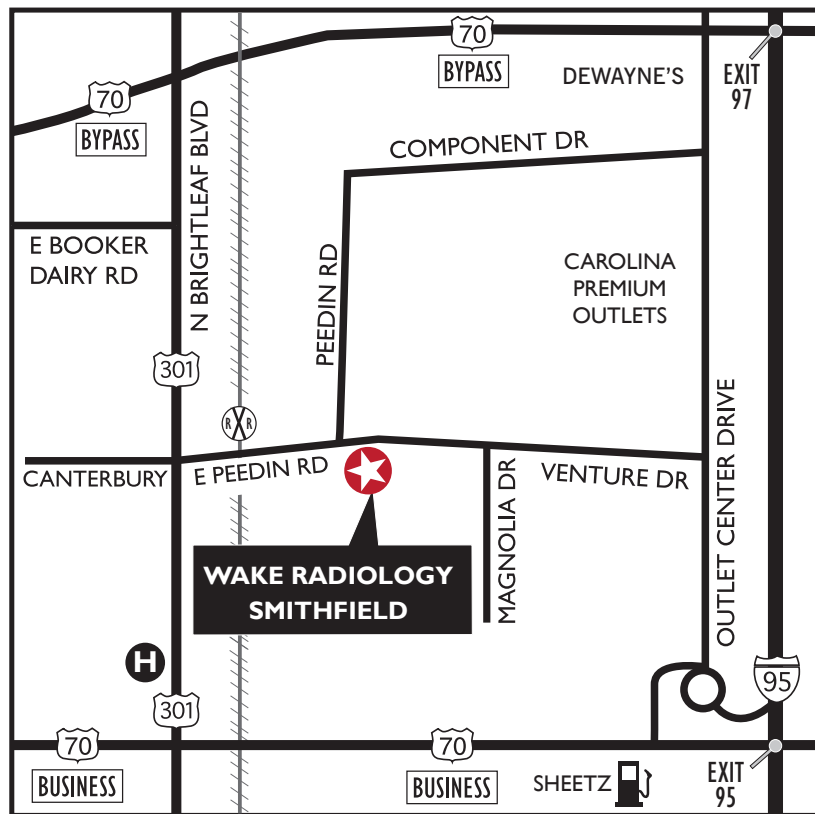 70
BYPASS
70
BYPASS
DEWAYNE'S
EXIT
97
COMPONENT DR
N BRIGHTLEAF BLVD
E BOOKER
DAIRY RD
PEEDIN RD
CAROLINA
PREMIUM
OUTLETS
301
R R
CANTERBURY
E PEEDIN RD
VENTURE DR
MAGNOLIA DR
OUTLET CENTER DRIVE
WAKE RADIOLOGY
SMITHFIELD
H
301
95
70
BUSINESS
70
BUSINESS
SHEETZ
EXIT
95